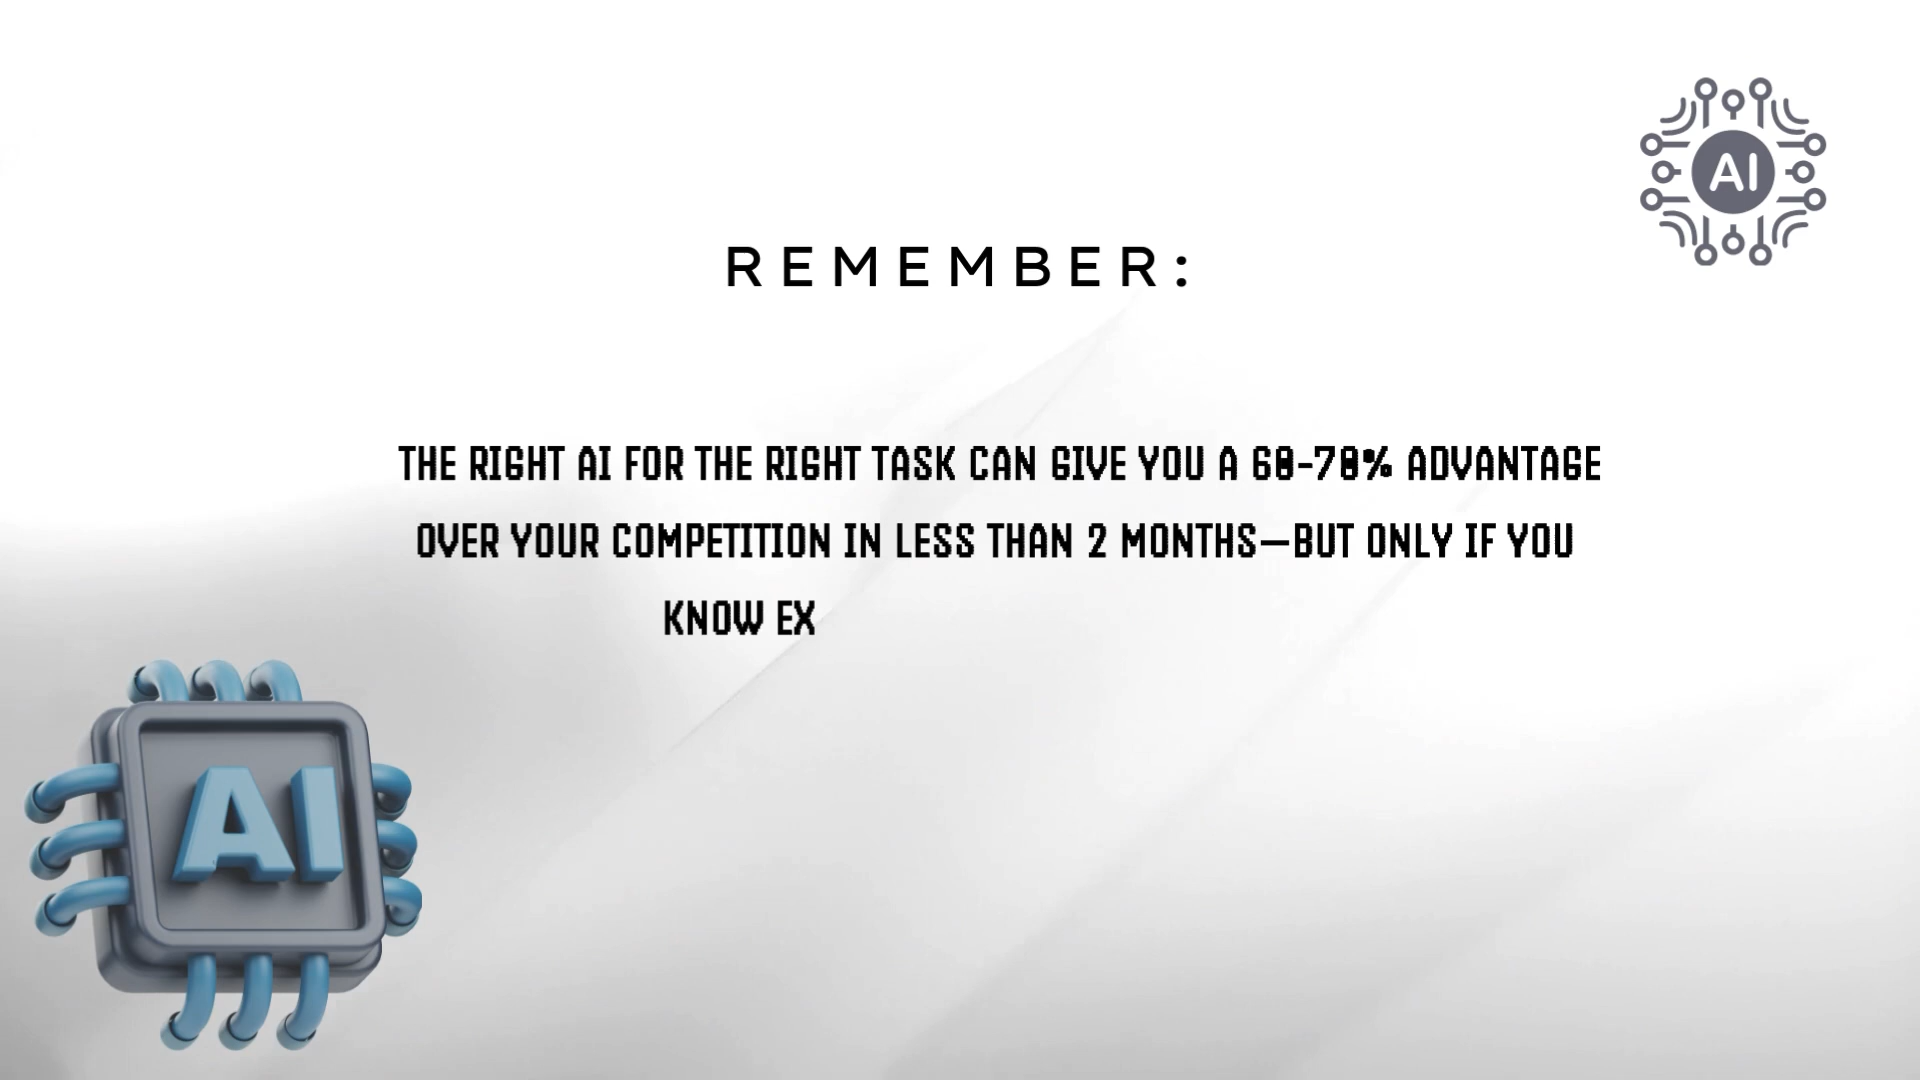 AI
REMEMBER:
THE RIGHT AI FOR THE RIGHT TASK CAN GIVE YOU A 60-70% ADVANTAGE
OVER YOUR COMPETITION IN LESS THAN 2 MONTHS—BUT ONLY IF YOU
KNOW EX
AI